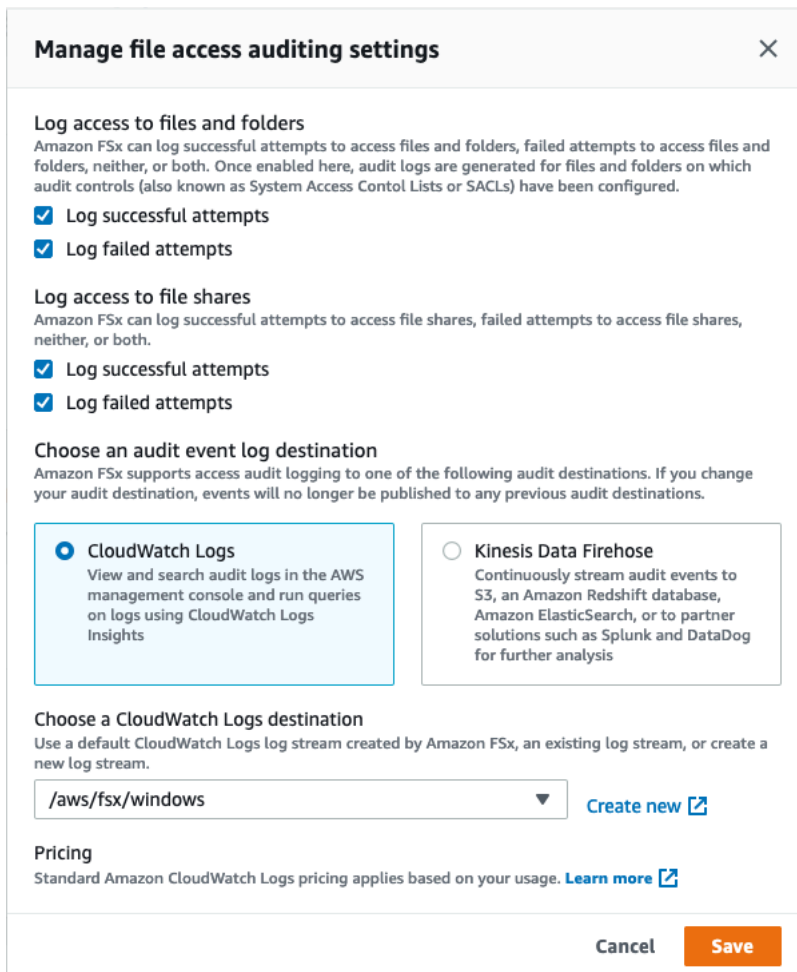 Manage file access auditing settings
Log access to files and folders
Amazon FSx can log successful attempts to access files and folders, failed attempts to access files and
folders, neither, or both. Once enabled here, audit logs are generated for files and folders on which
audit controls (also known as System Access Contol Lists or SACLs) have been configured.
Log successful attempts
Log failed attempts
Log access to file shares
Amazon FSx can log successful attempts to access file shares, failed attempts to access file shares,
neither, or both.
Log successful attempts
Log failed attempts
Choose an audit event log destination
Amazon FSx supports access audit logging to one of the following audit destinations. If you change
your audit destination, events will no longer be published to any previous audit destinations.
CloudWatch Logs
View and search audit logs in the AWS
management console and run queries
on logs using CloudWatch Logs
Insights
Kinesis Data Firehose
Continuously stream audit events to
S3, an Amazon Redshift database,
Amazon ElasticSearch, or to partner
solutions such as Splunk and DataDog
for further analysis
Choose a CloudWatch Logs destination
Use a default CloudWatch Logs log stream created by Amazon FSx, an existing log stream, or create a
new log stream.
/aws/fsx/windows
Create new
Pricing
Standard Amazon CloudWatch Logs pricing applies based on your usage. Learn more
Cancel
Save